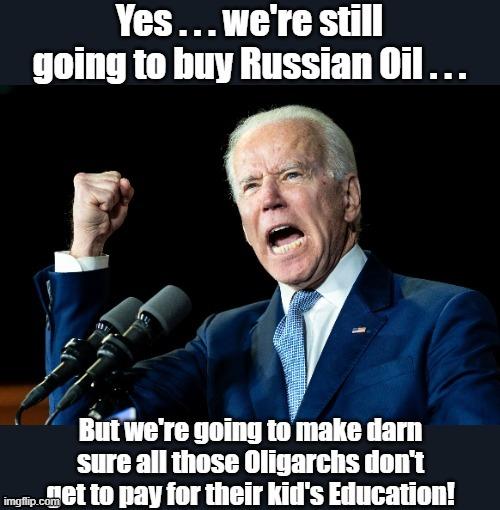 Yes . . . we're still
going to buy Russian Oil . . .
But we're going to make darn
sure all those Oligarchs don't
get to pay for their kid's Education!
imgflip.com